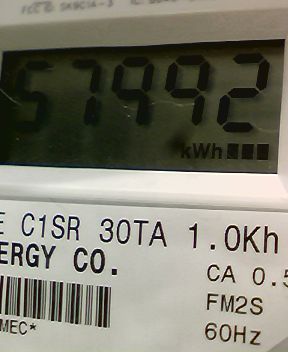 57992
kWh
E C1SR 30TA 1.0Kh
ERGY CO.
CA 0.5
FM2S
MEC*
60Hz